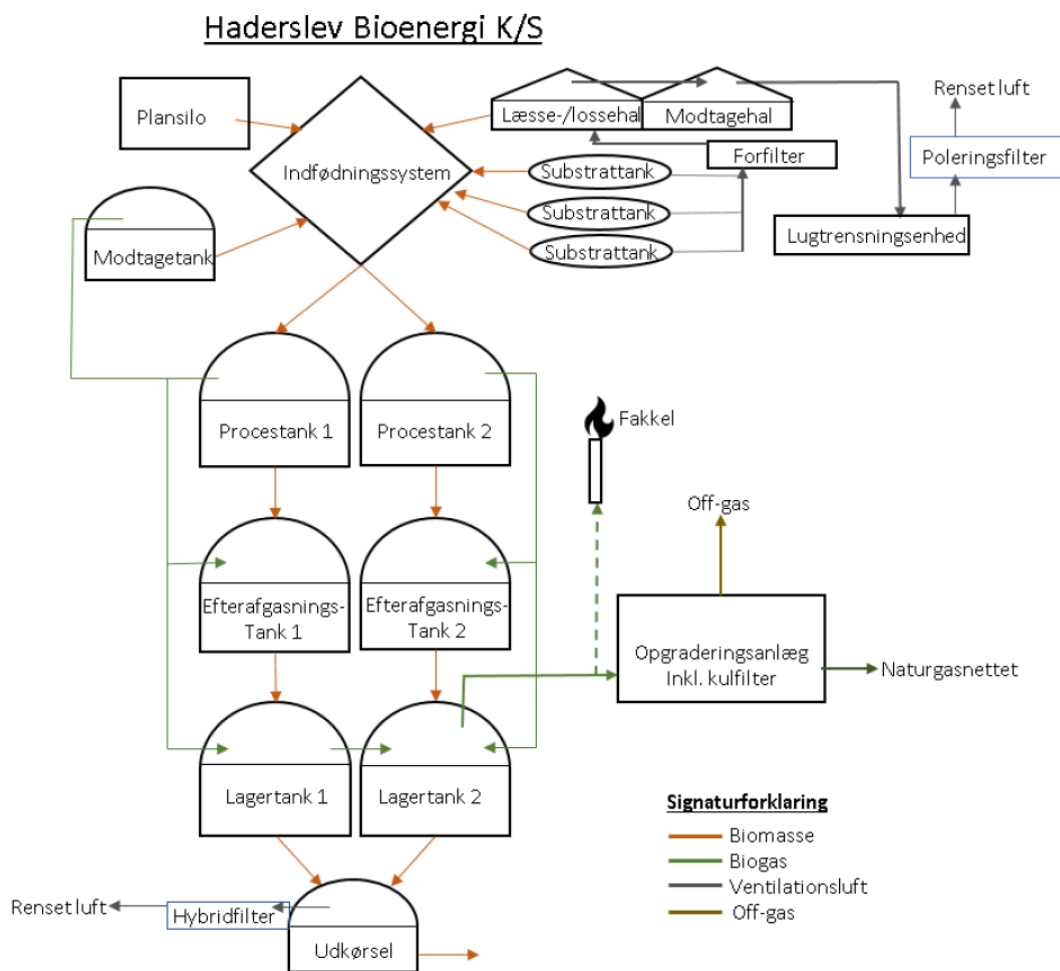 Haderslev Bioenergi K/S
Plansilo
Læsse-/lossehal
Modtagehal
Renset luft
Indfødningssystem
Forfilter
Poleringsfilter
Substrattank
Substrattank
Substrattank
Modtagetank
Lugtrensningsenhed
Procestank 1
Procestank 2
Fakkel
Off-gas
Efterafgasnings-
Tank 1
Efterafgasnings-
Tank 2
Opgraderingsanlæg
Inkl. kulfilter
Naturgasnettet
Lagertank 1
Lagertank 2
Signaturforklaring
Biomasse
Biogas
Ventilationsluft
Off-gas
Renset luft
Hybridfilter
Udkørsel